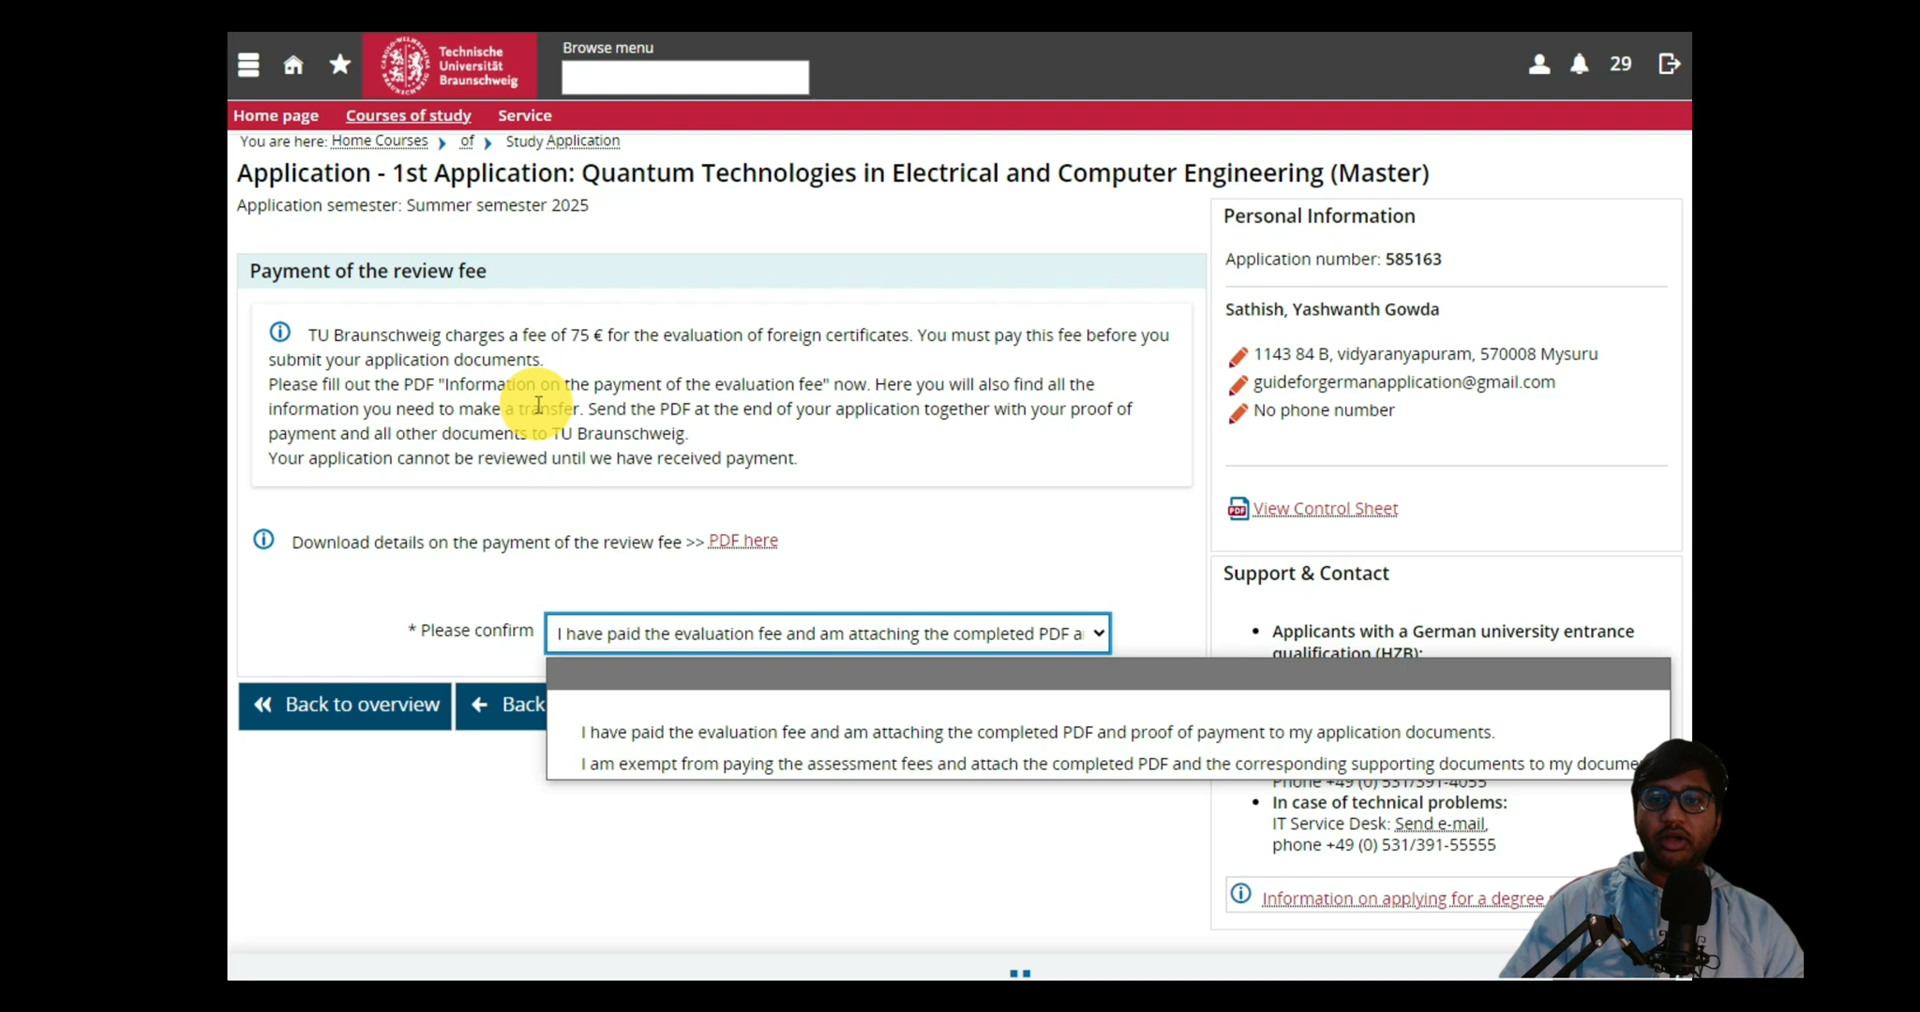 Technische
Universität
Braunschweig
Browse menu
29
Home page Courses of study Service
You are here: Home Courses of Study Application
Application - 1st Application: Quantum Technologies in Electrical and Computer Engineering (Master)
Application semester: Summer semester 2025
Payment of the review fee
TU Braunschweig charges a fee of 75 € for the evaluation of foreign certificates. You must pay this fee before you
submit your application documents.
Please fill out the PDF "Information on the payment of the evaluation fee" now. Here you will also find all the
information you need to make a transfer. Send the PDF at the end of your application together with your proof of
payment and all other documents to TU Braunschweig.
Your application cannot be reviewed until we have received payment.
Download details on the payment of the review fee >> PDF here
* Please confirm I have paid the evaluation fee and am attaching the completed PDF a
I have paid the evaluation fee and am attaching the completed PDF and proof of payment to my application documents.
I am exempt from paying the assessment fees and attach the completed PDF and the corresponding supporting documents to my docume
Back to overview
Back
Personal Information
Application number: 585163
Sathish, Yashwanth Gowda
1143 84 B, vidyaranyapuram, 570008 Mysuru
guideforgermanapplication@gmail.com
No phone number
PDF View Control Sheet
Support & Contact
• Applicants with a German university entrance
qualification (HZB):
Phone +49 (0) 531/391-4055
• In case of technical problems:
IT Service Desk: Send e-mail,
phone +49 (0) 531/391-55555
Information on applying for a degree